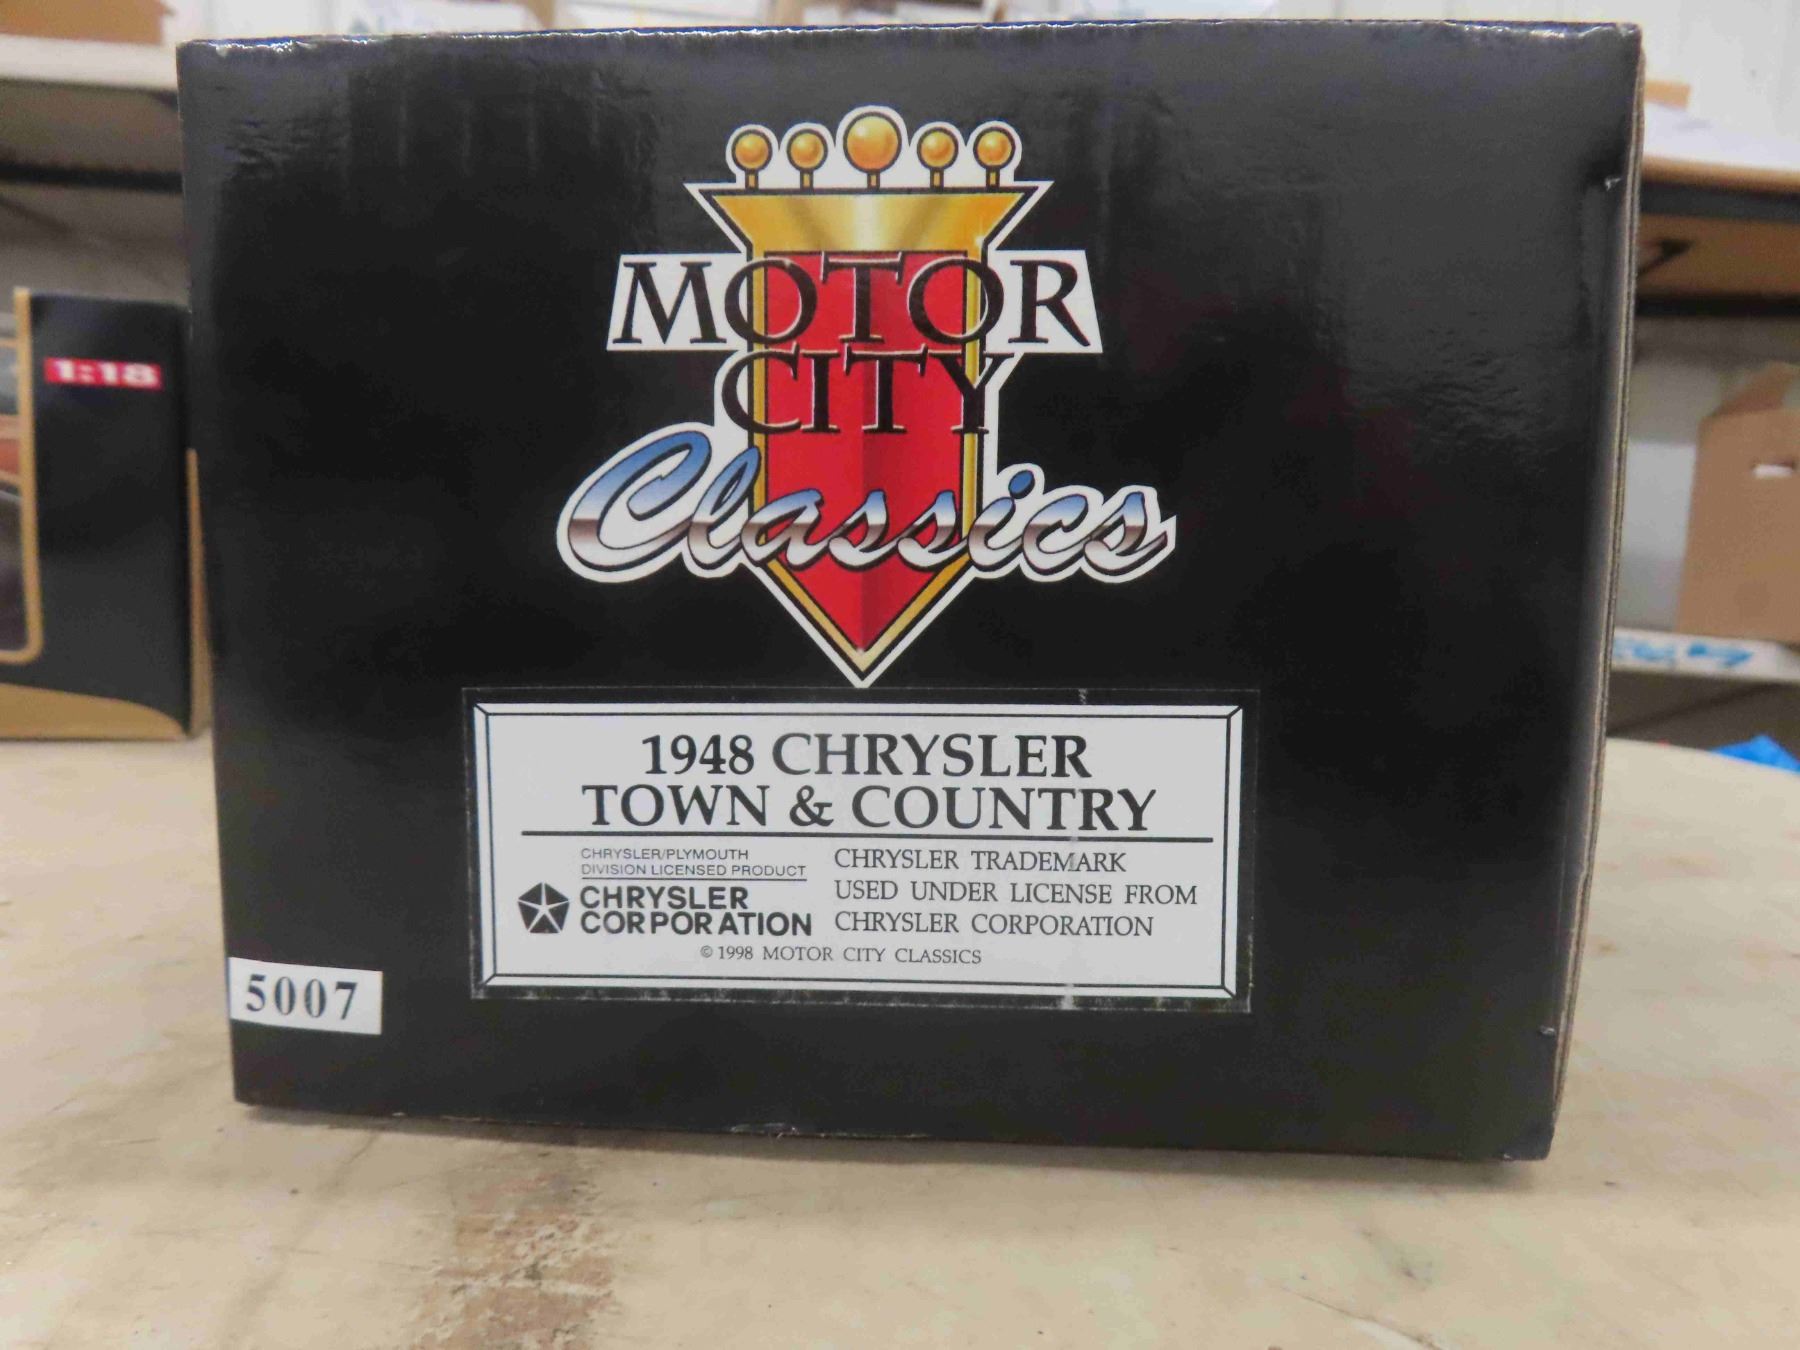 MOTOR
CITY
Classics
1:18
1948 CHRYSLER
TOWN & COUNTRY
CHRYSLER/PLYMOUTH
DIVISION LICENSED PRODUCT
CHRYSLER
CORPORATION
CHRYSLER TRADEMARK
USED UNDER LICENSE FROM
CHRYSLER CORPORATION
© 1998 MOTOR CITY CLASSICS
5007